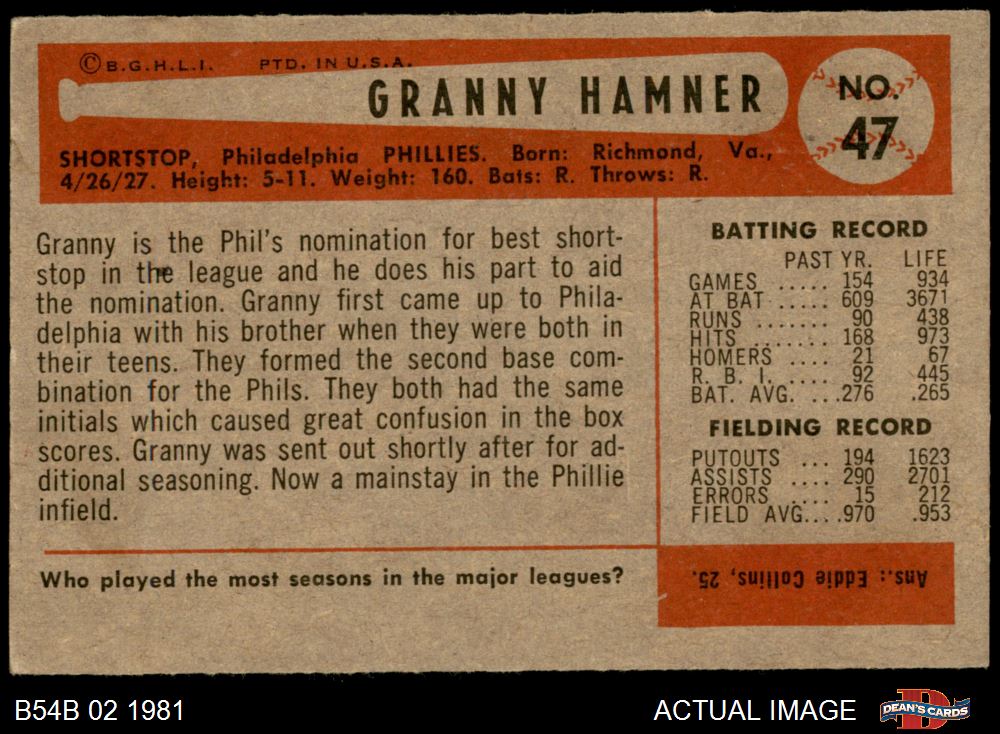 © B.G.H.L.I. PTD. IN U.S.A.
GRANNY HAMNER
NO.
47
SHORTSTOP, Philadelphia PHILLIES. Born: Richmond, Va.,
4/26/27. Height: 5-11. Weight: 160. Bats: R. Throws: R.
Granny is the Phil's nomination for best short-
stop in the league and he does his part to aid
the nomination. Granny first came up to Phila-
delphia with his brother when they were both in
their teens. They formed the second base com-
bination for the Phils. They both had the same
initials which caused great confusion in the box
scores. Granny was sent out shortly after for ad-
ditional seasoning. Now a mainstay in the Phillie
infield.
BATTING RECORD
PAST YR. LIFE
GAMES ..... 154 934
AT BAT ..... 609 3671
RUNS ....... 90 438
HITS ....... 168 973
HOMERS .... 21 67
R. B. I. .... 92 445
BAT. AVG. ...276 .265
FIELDING RECORD
PUTOUTS ... 194 1623
ASSISTS .... 290 2701
ERRORS .... 15 212
FIELD AVG....970 .953
Who played the most seasons in the major leagues?
Ans.: Eddie Collins, 25.
B54B 02 1981
ACTUAL IMAGE
D
DEAN'S CARDS